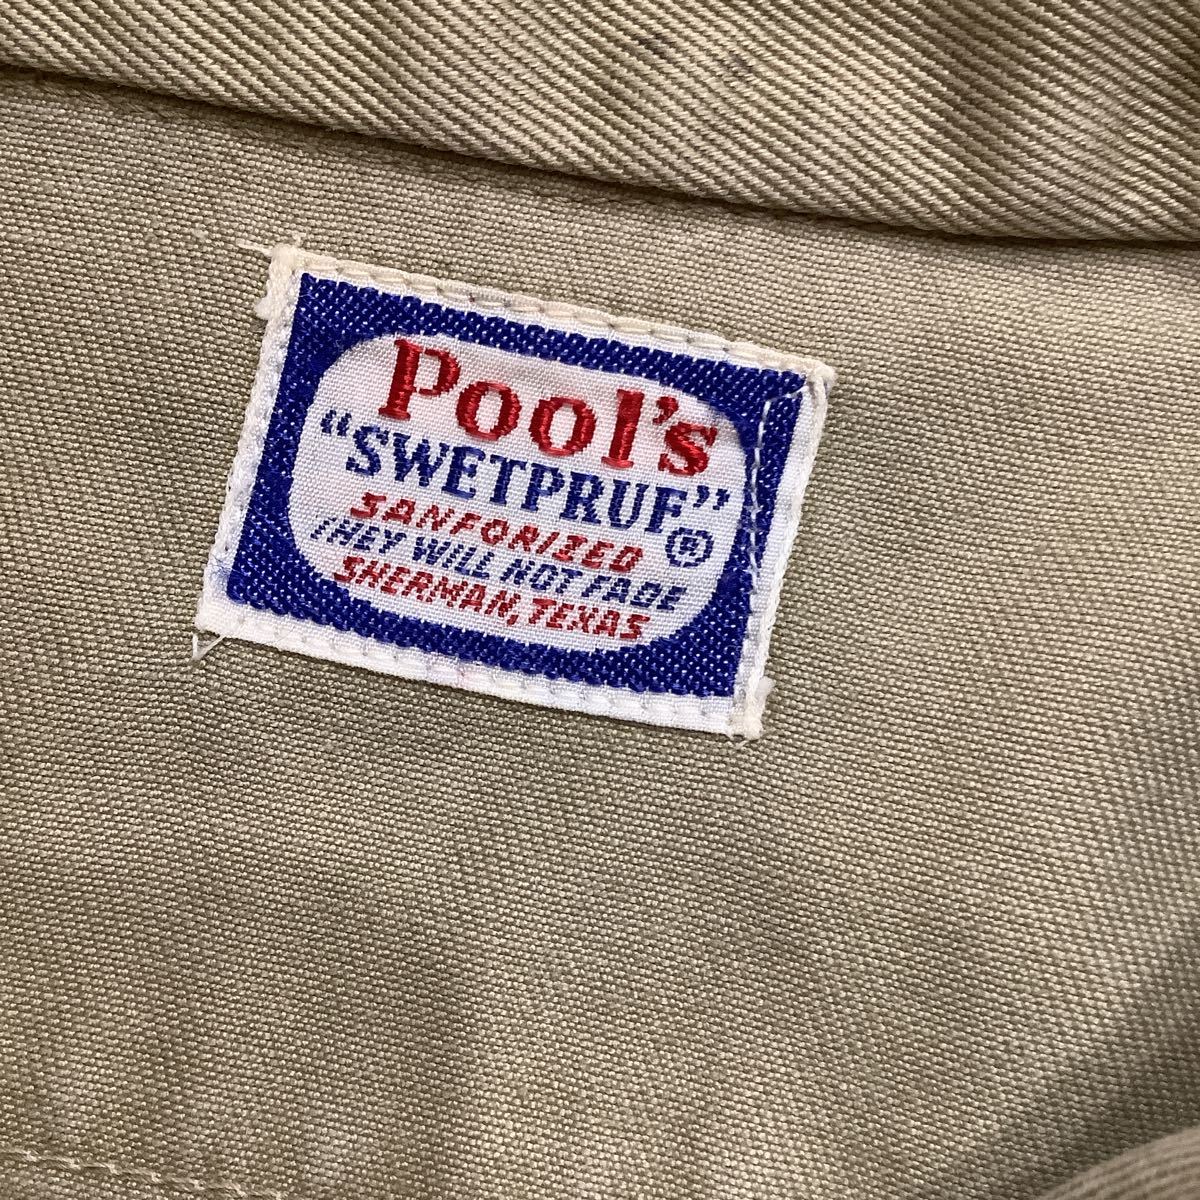 Pool's
"SWETPRUF"®
SANFORIZED
THEY WILL NOT FADE
SHERMAN, TEXAS